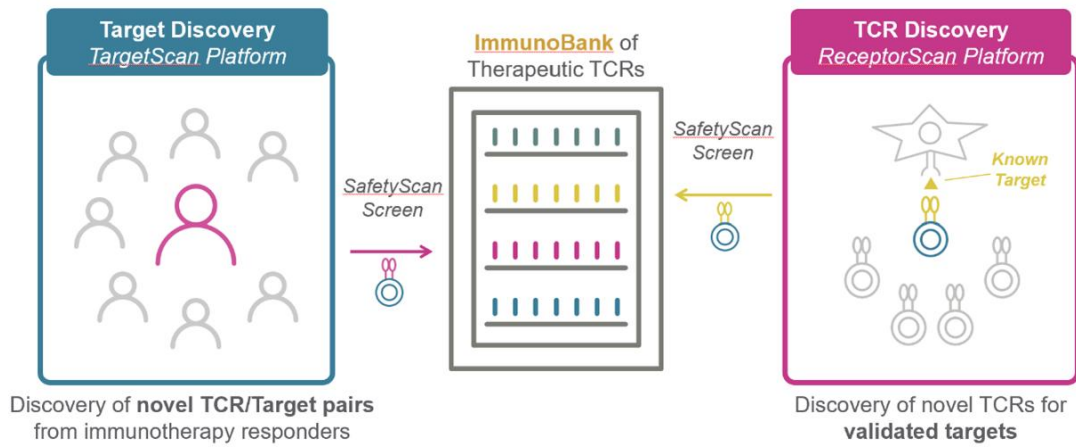 Target Discovery
TargetScan Platform
ImmunoBank of
Therapeutic TCRs
TCR Discovery
ReceptorScan Platform
SafetyScan
Screen
SafetyScan
Screen
Known
Target
Discovery of novel TCR/Target pairs
from immunotherapy responders
Discovery of novel TCRs for
validated targets